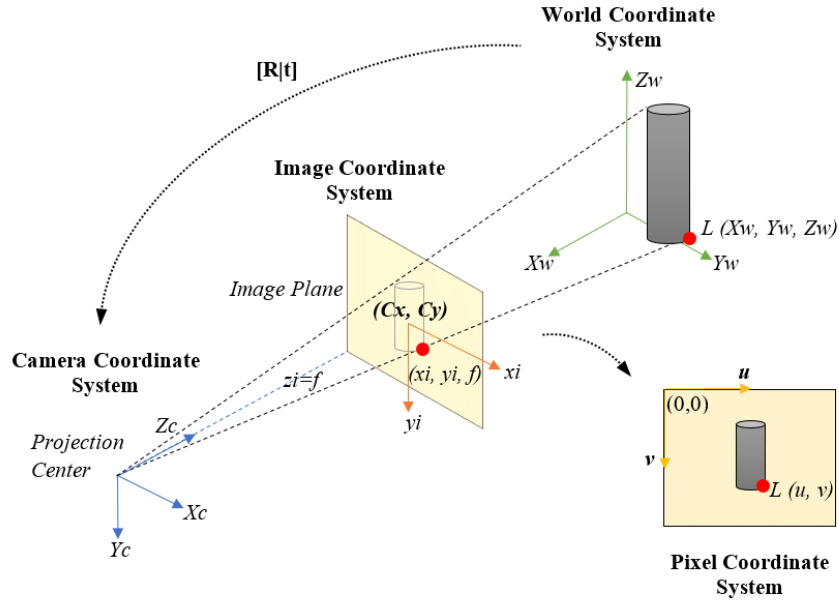 World Coordinate
System
[R|t]
Zw
Image Coordinate
System
L (Xw, Yw, Zw)
Xw
Yw
Image Plane
(Cx, Cy)
Camera Coordinate
System
zi=f
(xi, yi, f)
xi
yi
u
(0,0)
Zc
Projection
Center
v
L (u, v)
Xc
Yc
Pixel Coordinate
System